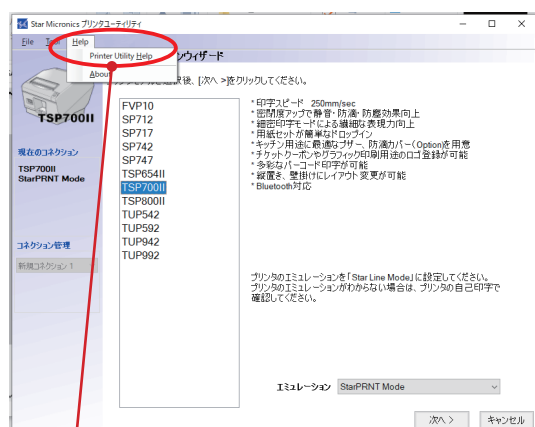 Star Micronics プリンタユーティリティ
File Help
Printer Utility Help
ンウィザード
About
後、[次へ >]をクリックしてください。
TSP700II
現在のコネクション
TSP700II
StarPRNT Mode
コネクション管理
新規コネクション 1
FVP10
SP712
SP717
SP742
SP747
TSP654II
TSP700II
TSP800II
TUP542
TUP592
TUP942
TUP992
* 印字スピード 250mm/sec
* 密閉度アップで静音・防滴・防塵効果向上
* 細密印字モードによる繊細な表現力向上
* 用紙セットが簡単なドロップイン
* キッチン用途に最適なブザー、防滴カバー(Option)を用意
* チケットクーポンやグラフィック印刷用途のロゴ登録が可能
* 多彩なバーコード印字が可能
* 縦置き、壁掛けにレイアウト変更が可能
* Bluetooth対応
プリンタのエミュレーションを「Star Line Mode」に設定してください。
プリンタのエミュレーションがわからない場合は、プリンタの自己印字で
確認してください。
エミュレーション StarPRNT Mode
次へ > キャンセル